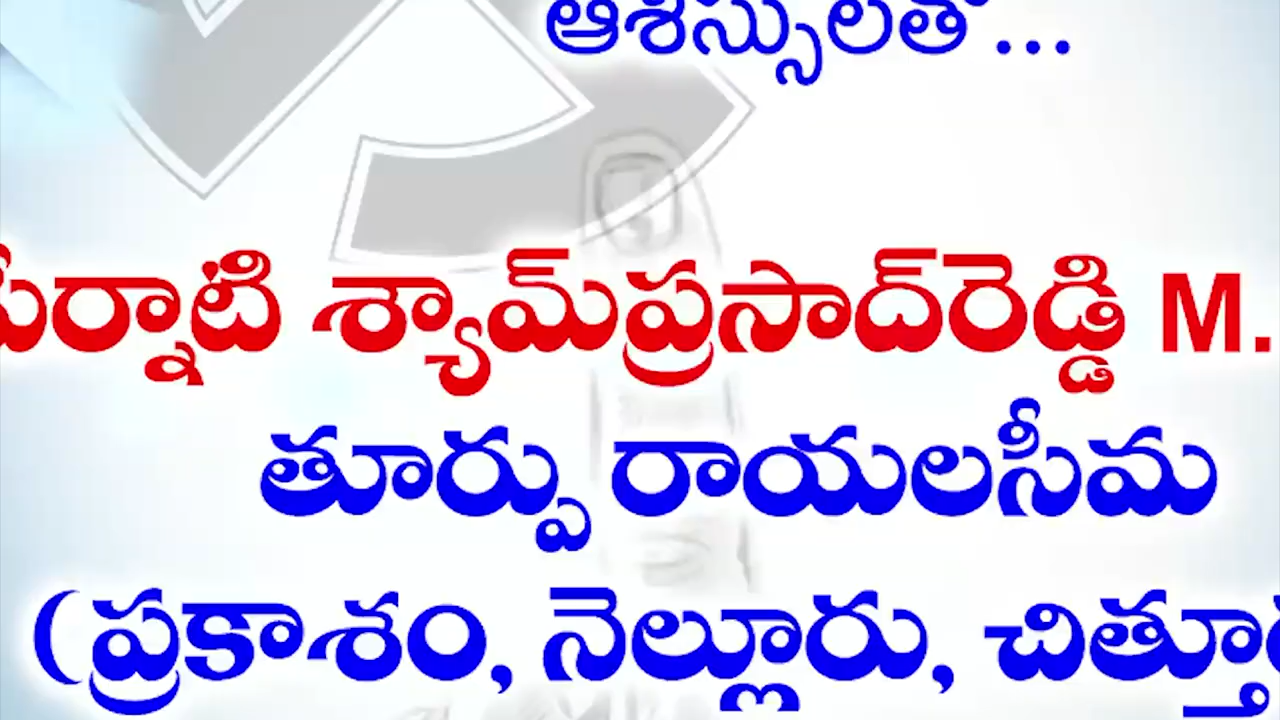 ఆశీస్సులతో...
పేర్నాటి శ్యామ్‌ప్రసాద్‌రెడ్డి M.
తూర్పు రాయలసీమ
(ప్రకాశం, నెల్లూరు, చిత్తూ